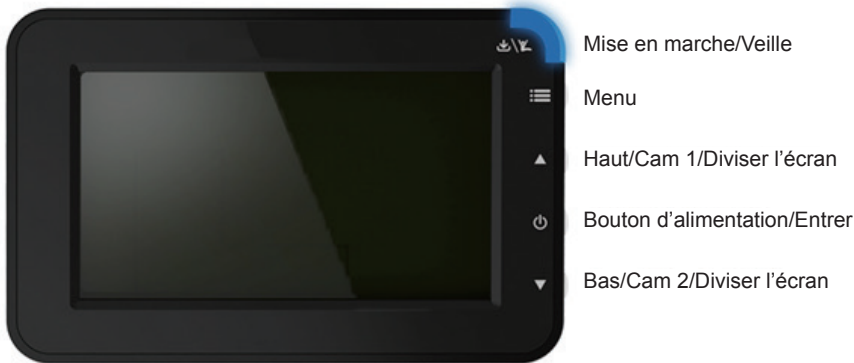 Mise en marche/Veille
Menu
Haut/Cam 1/Diviser l’écran
Bouton d’alimentation/Entrer
Bas/Cam 2/Diviser l’écran